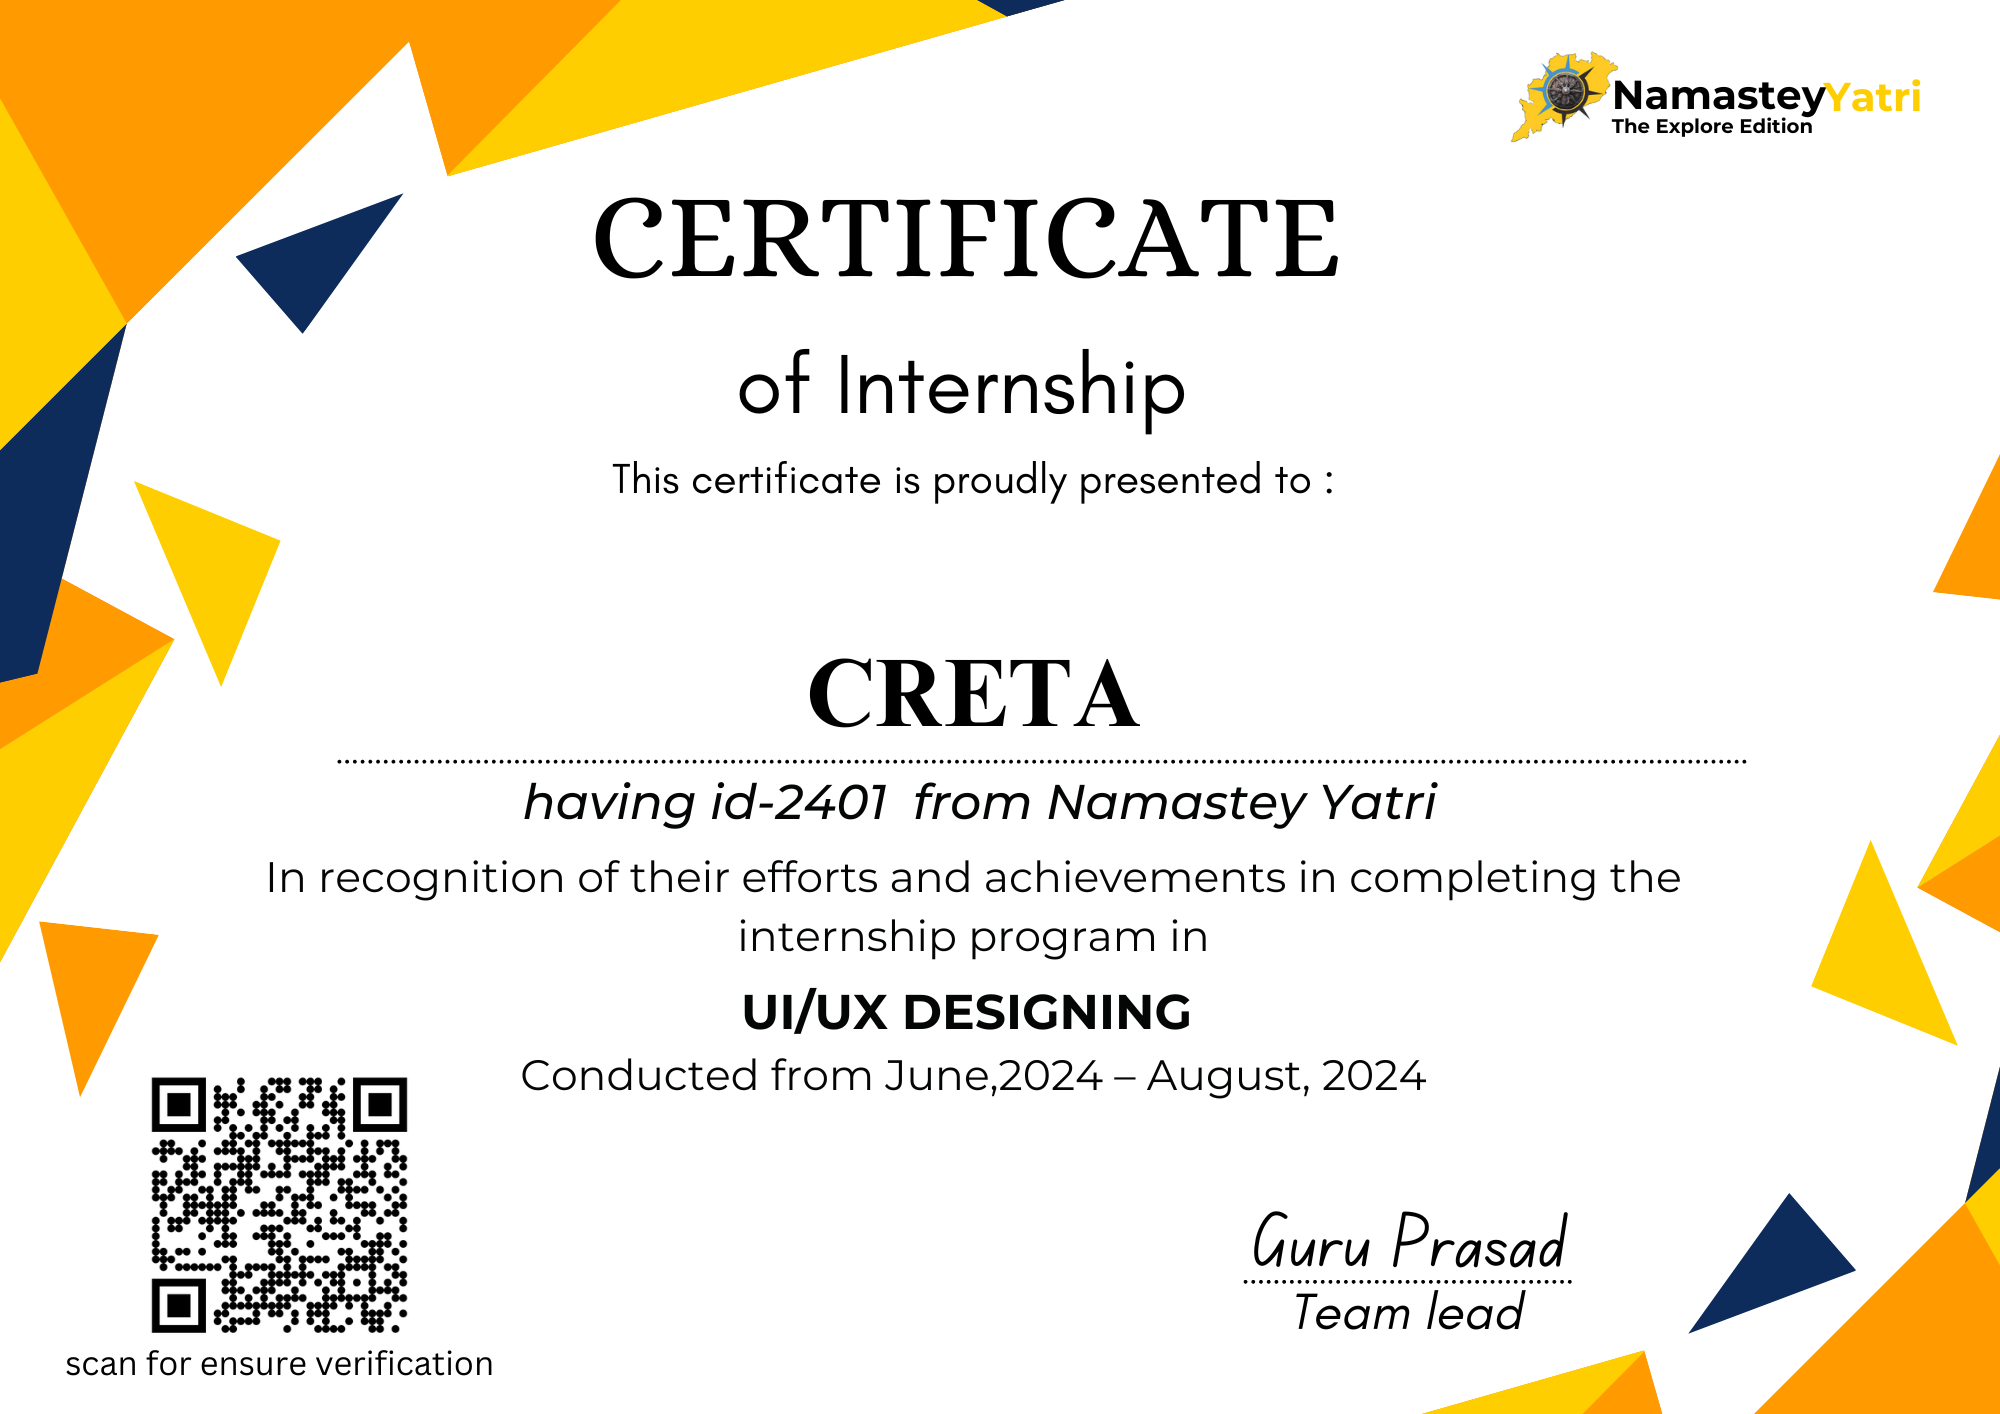 NamasteyYatri
The Explore Edition
CERTIFICATE
of Internship
This certificate is proudly presented to :
CRETA
having id-2401 from Namastey Yatri
In recognition of their efforts and achievements in completing the
internship program in
UI/UX DESIGNING
Conducted from June,2024 – August, 2024
Guru Prasad
Team lead
scan for ensure verification